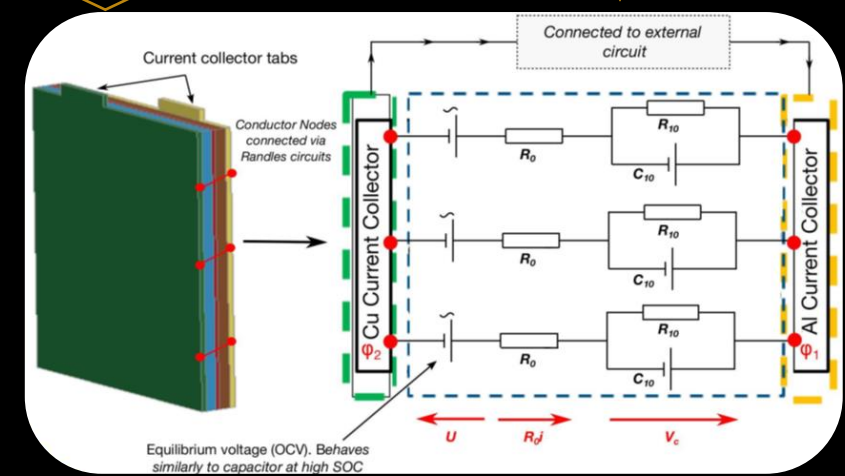 Connected to external
circuit
Current collector tabs
Conductor Nodes
connected via
Randles circuits
Cu Current Collector
φ2
R0
R10
C10
R0
R10
C10
R0
R10
C10
Al Current Collector
φ1
U
R0i
Vc
Equilibrium voltage (OCV). Behaves
similarly to capacitor at high SOC